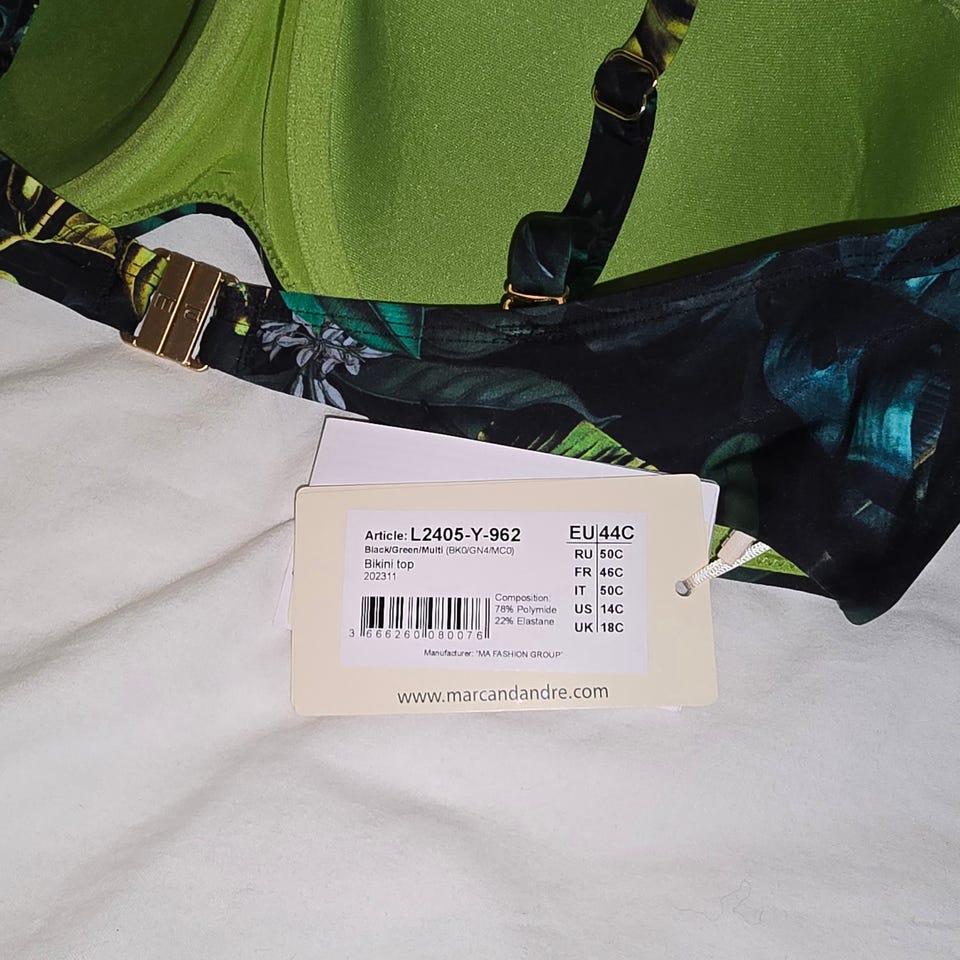 Article: L2405-Y-962
Black/Green/Multi (BK0/GN4/MC0)
Bikini top
202311
EU 44C
RU 50C
FR 46C
IT 50C
US 14C
UK 18C
Composition:
78% Polymide
22% Elastane
3 666260 080076
Manufacturer: "MA FASHION GROUP"
www.marcandandre.com